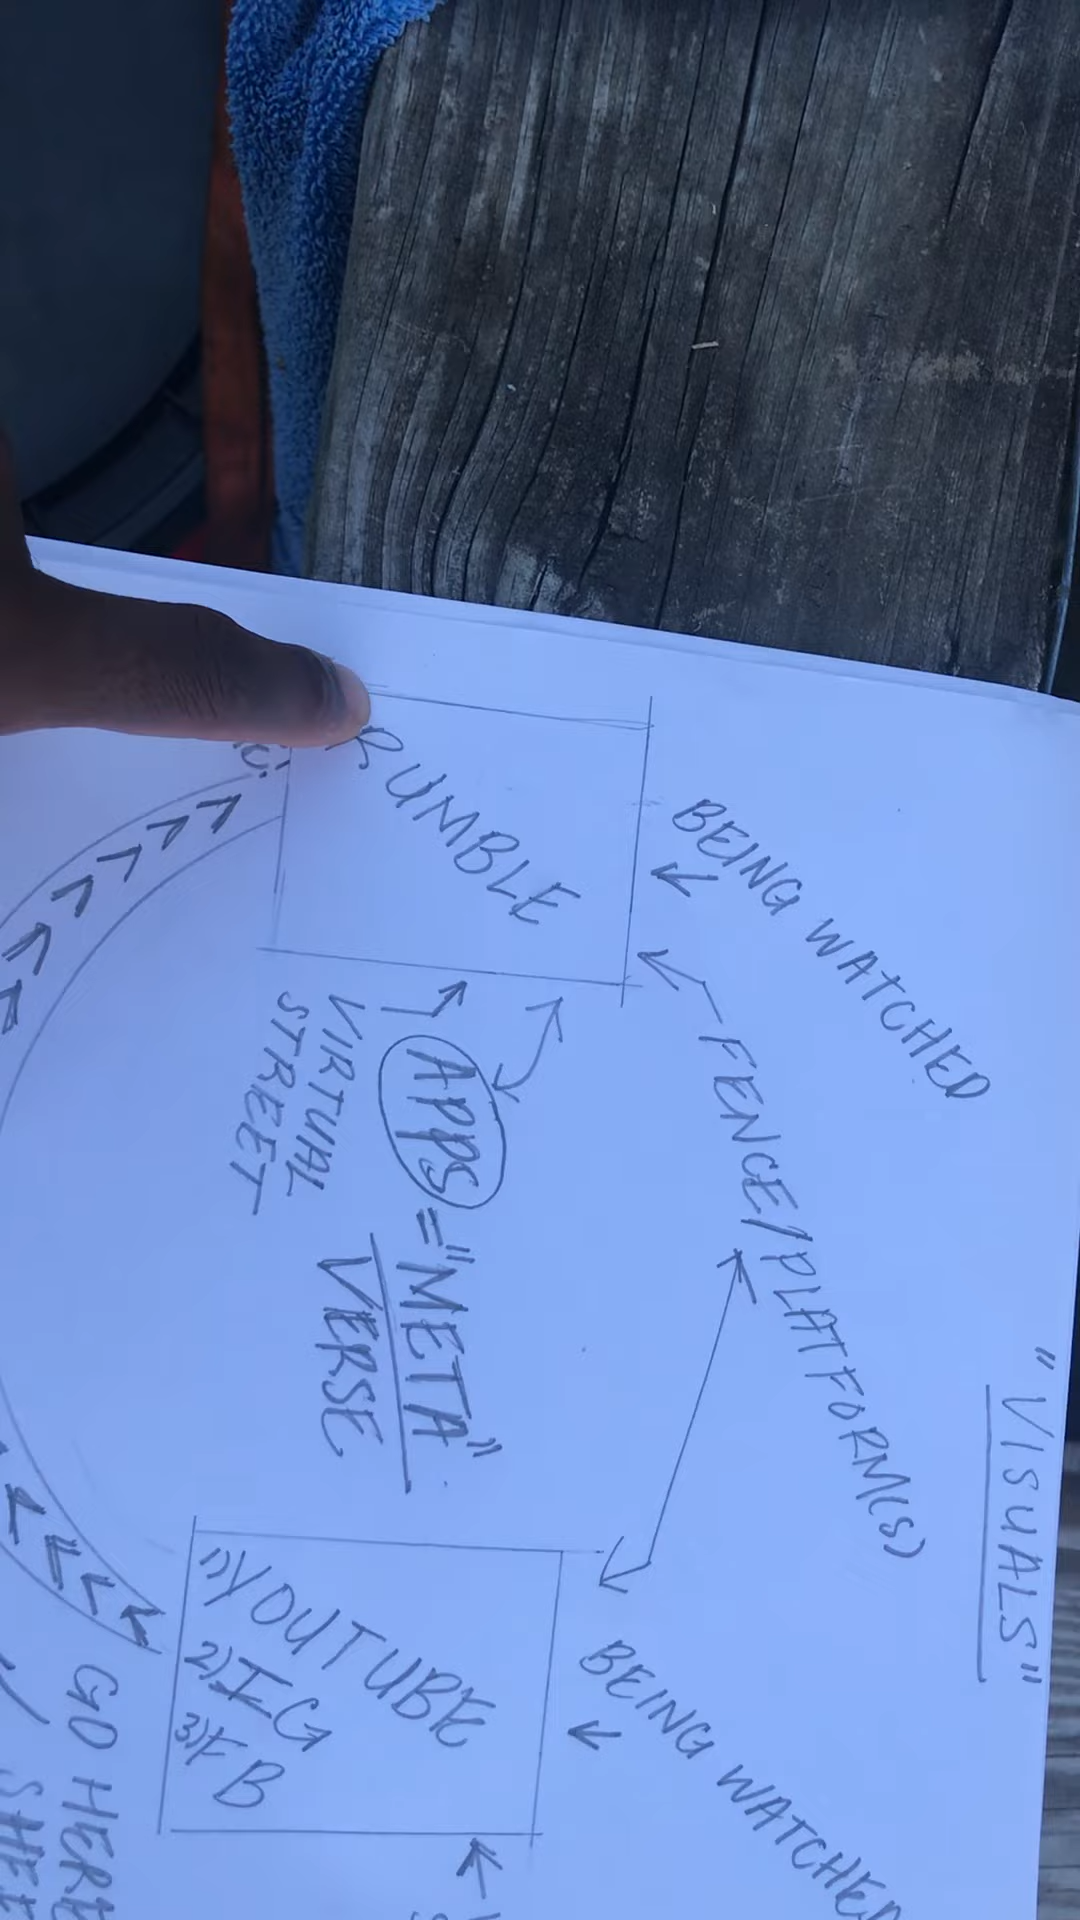 "VISUALS"
BEING WATCHED
FENCE/PLATFORM(S)
BEING WATCHED
RUMBLE
APPS = "META"
VERSE
VIRTUAL
STREET
1) YOUTUBE
2) IG
3) FB
GO HERE